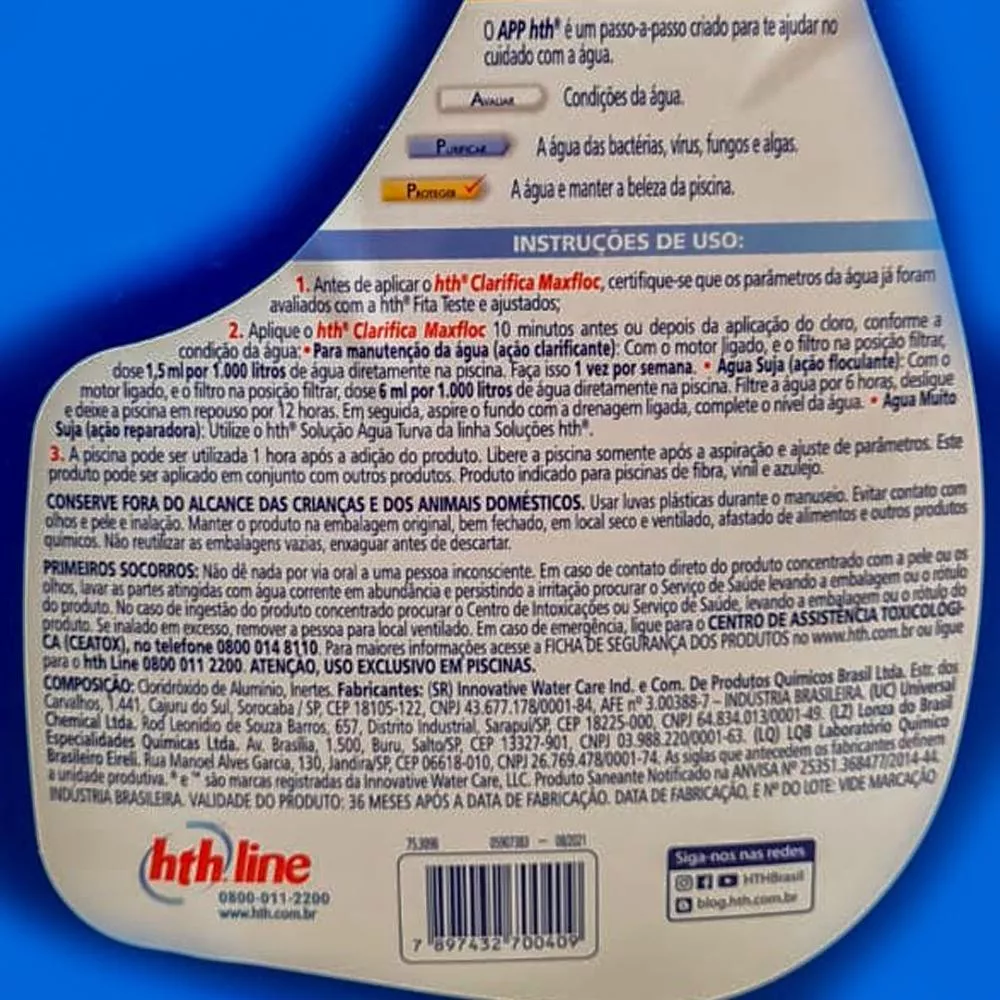 O APP hth® é um passo-a-passo criado para te ajudar no
cuidado com a água.
AVALIAR Condições da água.
PURIFICAR A água das bactérias, vírus, fungos e algas.
PROTEGER A água e manter a beleza da piscina.
INSTRUÇÕES DE USO:
1. Antes de aplicar o hth® Clarifica Maxfloc, certifique-se que os parâmetros da água já foram
avaliados com a hth® Fita Teste e ajustados;
2. Aplique o hth® Clarifica Maxfloc 10 minutos antes ou depois da aplicação do cloro, conforme a
condição da água: • Para manutenção da água (ação clarificante): Com o motor ligado, e o filtro na posição filtrar,
dose 1,5 ml por 1.000 litros de água diretamente na piscina. Faça isso 1 vez por semana. • Água Suja (ação floculante): Com o
motor ligado, e o filtro na posição filtrar, dose 6 ml por 1.000 litros de água diretamente na piscina. Filtre a água por 6 horas, desligue
e deixe a piscina em repouso por 12 horas. Em seguida, aspire o fundo com a drenagem ligada, complete o nível da água. • Água Muito
Suja (ação reparadora): Utilize o hth® Solução Água Turva da linha Soluções hth®.
3. A piscina pode ser utilizada 1 hora após a adição do produto. Libere a piscina somente após a aspiração e ajuste de parâmetros. Este
produto pode ser aplicado em conjunto com outros produtos. Produto indicado para piscinas de fibra, vinil e azulejo.
CONSERVE FORA DO ALCANCE DAS CRIANÇAS E DOS ANIMAIS DOMÉSTICOS. Usar luvas plásticas durante o manuseio. Evitar contato com
olhos e pele e inalação. Manter o produto na embalagem original, bem fechado, em local seco e ventilado, afastado de alimentos e outros produtos
químicos. Não reutilizar as embalagens vazias, enxaguar antes de descartar.
PRIMEIROS SOCORROS: Não dê nada por via oral a uma pessoa inconsciente. Em caso de contato direto do produto concentrado com a pele ou os
olhos, lavar as partes atingidas com água corrente em abundância e persistindo a irritação procurar o Serviço de Saúde levando a embalagem ou o rótulo
do produto. No caso de ingestão do produto concentrado procurar o Centro de Intoxicações ou Serviço de Saúde, levando a embalagem ou o rótulo do
produto. Se inalado em excesso, remover a pessoa para local ventilado. Em caso de emergência, ligue para o CENTRO DE ASSISTÊNCIA TOXICOLÓGI-
CA (CEATOX), no telefone 0800 014 8110. Para maiores informações acesse a FICHA DE SEGURANÇA DOS PRODUTOS no www.hth.com.br ou ligue
para o hth Line 0800 011 2200. ATENÇÃO, USO EXCLUSIVO EM PISCINAS.
COMPOSIÇÃO: Cloridróxido de Alumínio, Inertes. Fabricantes: (SR) Innovative Water Care Ind. e Com. De Produtos Químicos Brasil Ltda. Estr. dos
Carvalhos, 1.441, Cajuru do Sul, Sorocaba / SP, CEP 18105-122, CNPJ 43.677.178/0001-84, AFE nº 3.00388-7 – INDÚSTRIA BRASILEIRA. (UC) Universal
Chemical Ltda. Rod Leonidio de Souza Barros, 657, Distrito Industrial, Sarapuí/SP, CEP 18225-000, CNPJ 64.834.013/0001-49. (LZ) Lonza do Brasil
Especialidades Químicas Ltda. Av. Brasília, 1.500, Buru, Salto/SP, CEP 13327-901, CNPJ 03.988.220/0001-63. (LQ) LQB Laboratório Químico
Brasileiro Eireli. Rua Manoel Alves Garcia, 130, Jandira/SP, CEP 06618-010, CNPJ 26.769.478/0001-74. As siglas que antecedem os fabricantes definem
a unidade produtiva. ® e ™ são marcas registradas da Innovative Water Care, LLC. Produto Saneante Notificado na ANVISA Nº 25351.368477/2014-44.
INDÚSTRIA BRASILEIRA. VALIDADE DO PRODUTO: 36 MESES APÓS A DATA DE FABRICAÇÃO. DATA DE FABRICAÇÃO, E Nº DO LOTE: VIDE MARCAÇÃO
hth® line
0800-011-2200
www.hth.com.br
753098 05907383 – 08/2021
7 897432 700409
Siga-nos nas redes
HTHBrasil
blog.hth.com.br